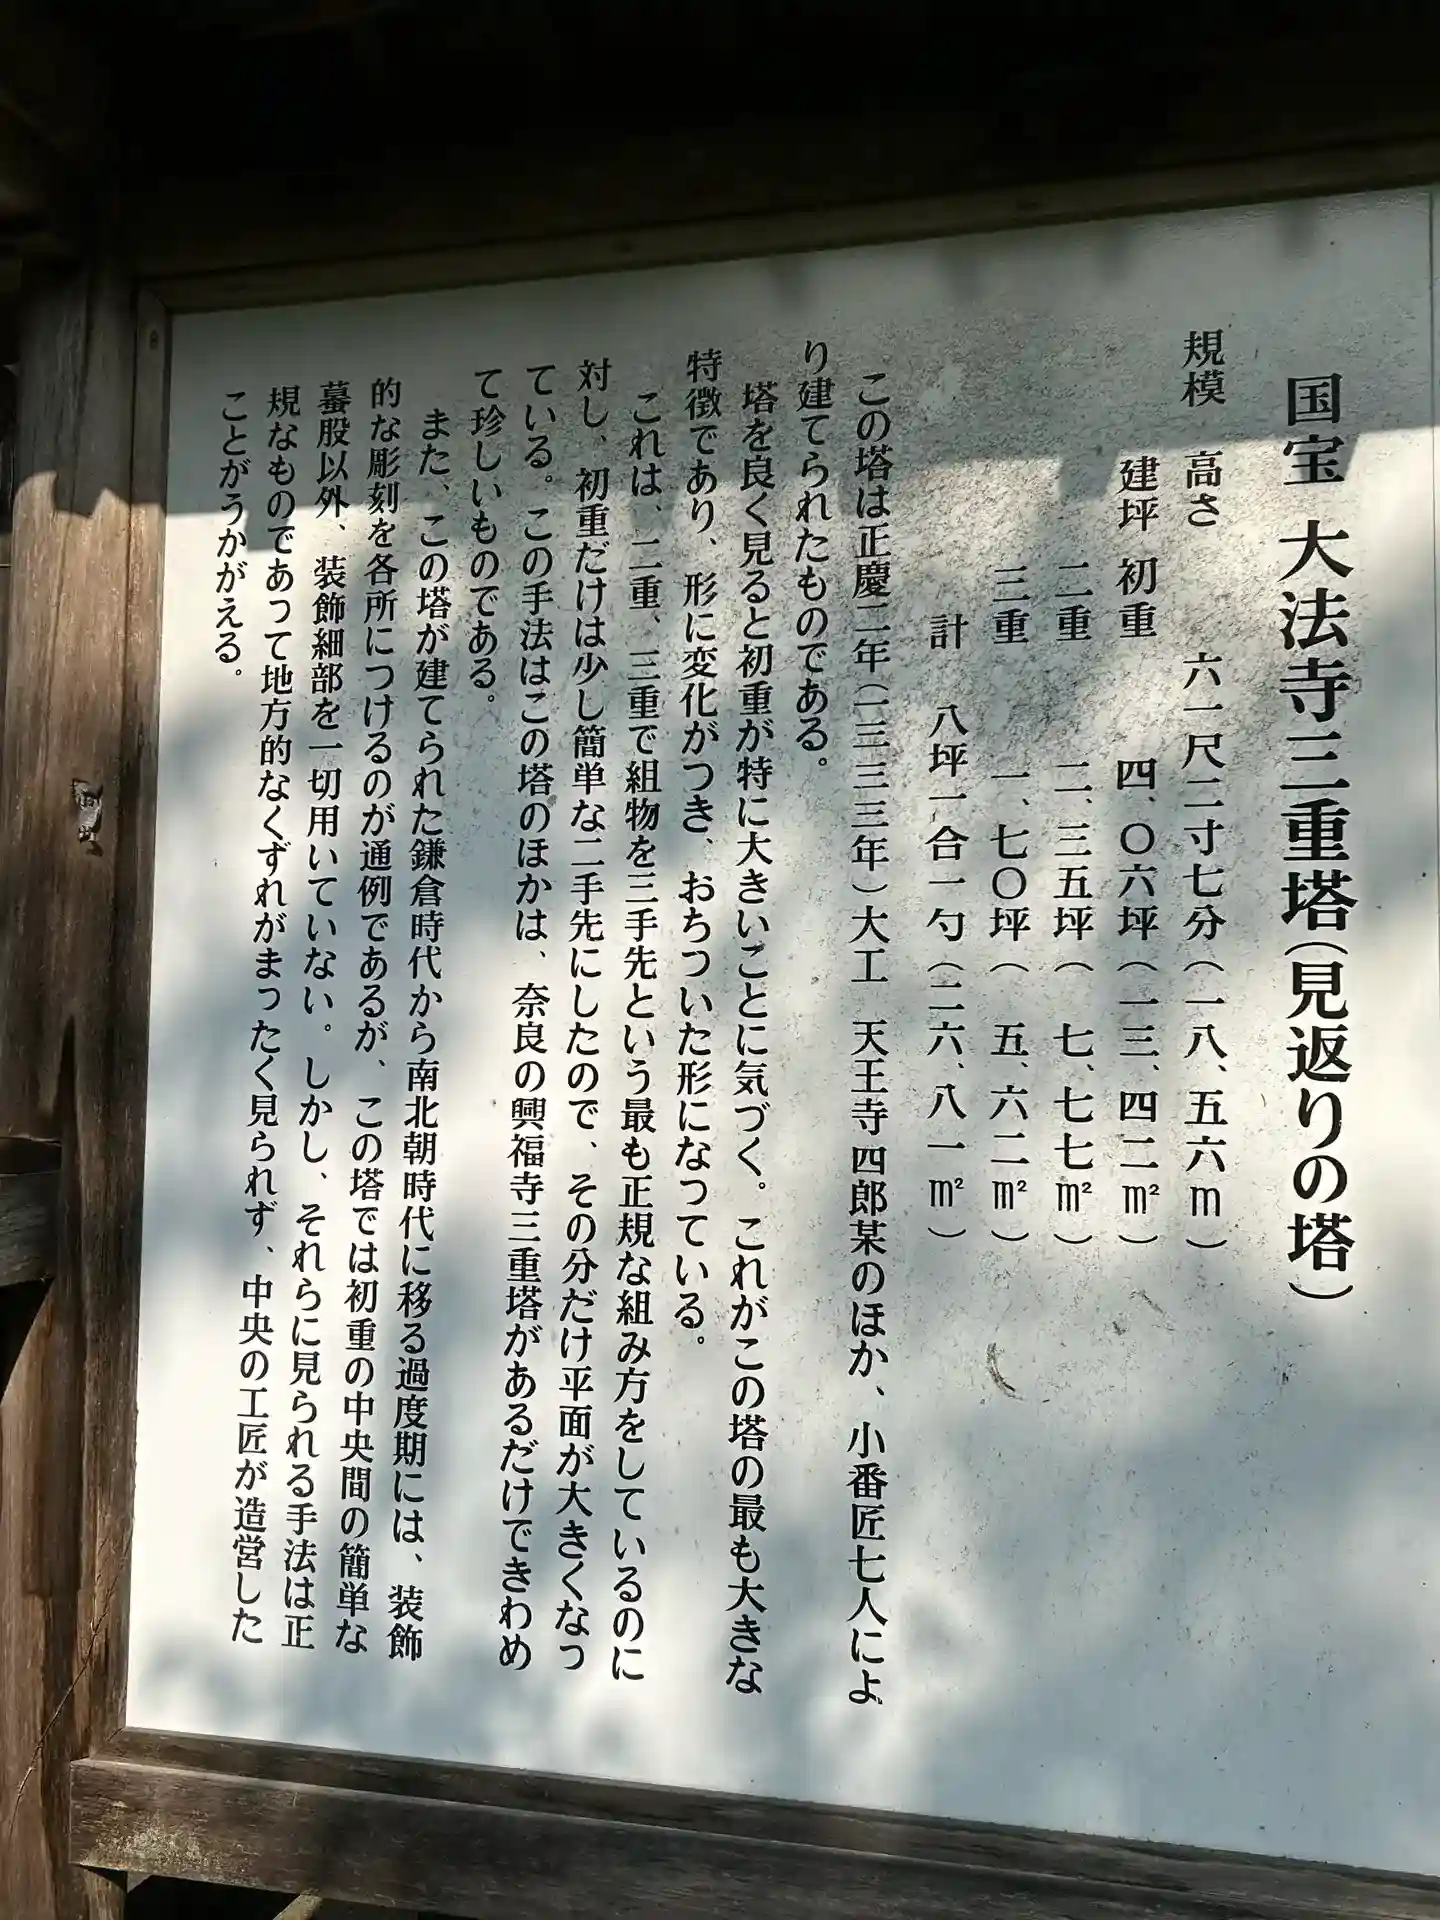 国宝 大法寺三重塔(見返りの塔)
規模 高さ 六一尺二寸七分(一八、五六m)
建坪 初重 四、〇六坪(一三、四二㎡)
二重 二、三五坪(七、七七㎡)
三重 一、七〇坪(五、六二㎡)
計 八坪一合一勺(二六、八一㎡)
この塔は正慶二年(一三三三年)大工 天王寺四郎某のほか、小番匠七人によ
り建てられたものである。
塔を良く見ると初重が特に大きいことに気づく。これがこの塔の最も大きな
特徴であり、形に変化がつき、おちついた形になつている。
これは、二重、三重で組物を三手先という最も正規な組み方をしているのに
対し、初重だけは少し簡単な二手先にしたので、その分だけ平面が大きくなっ
ている。この手法はこの塔のほかは、奈良の興福寺三重塔があるだけできわめ
て珍しいものである。
また、この塔が建てられた鎌倉時代から南北朝時代に移る過度期には、装飾
的な彫刻を各所につけるのが通例であるが、この塔では初重の中央間の簡単な
蟇股以外、装飾細部を一切用いていない。しかし、それらに見られる手法は正
規なものであって地方的なくずれがまったく見られず、中央の工匠が造営した
ことがうかがえる。